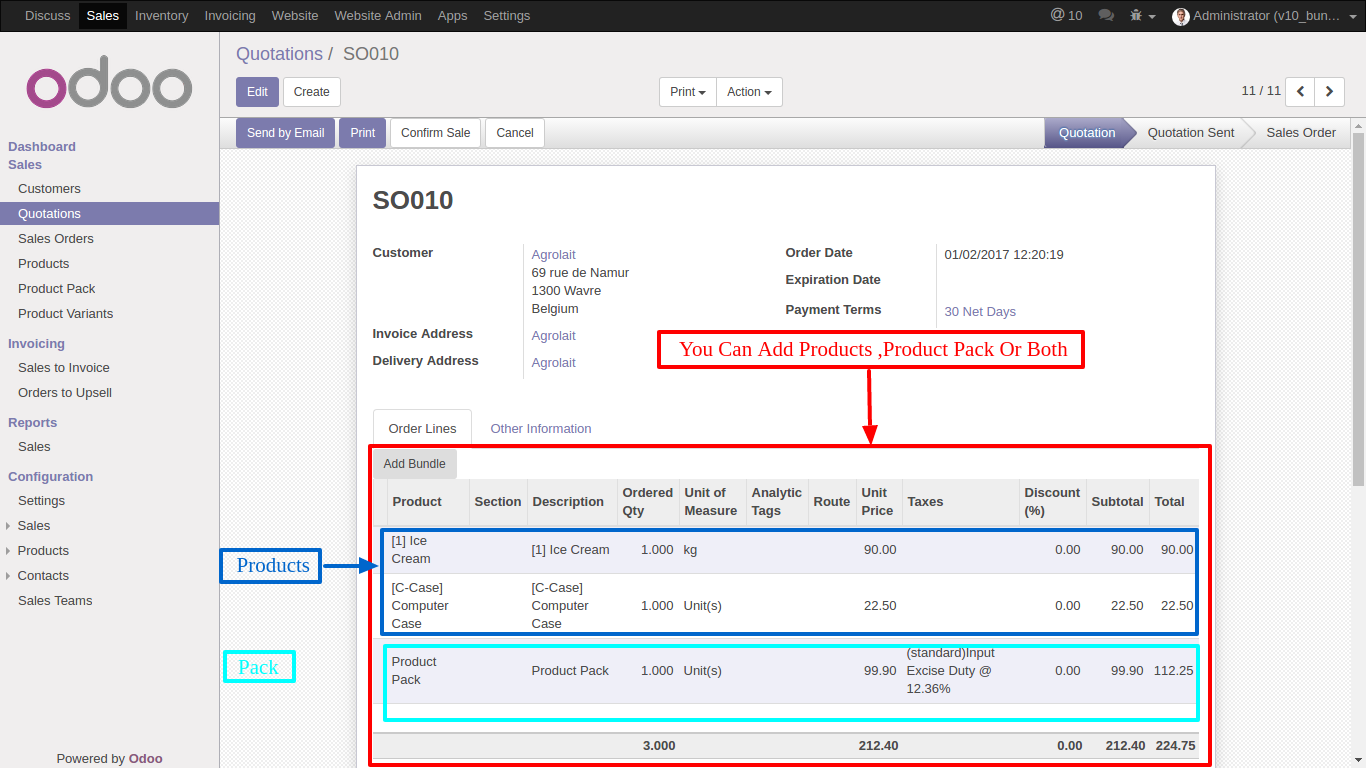 Discuss Sales Inventory Invoicing Website Website Admin Apps Settings @ 10 Administrator (v10_bun…
odoo
Quotations / SO010
Edit Create Print Action 11 / 11
Send by Email Print Confirm Sale Cancel Quotation Quotation Sent Sales Order
Dashboard
Sales
Customers
Quotations
Sales Orders
Products
Product Pack
Product Variants
Invoicing
Sales to Invoice
Orders to Upsell
Reports
Sales
Configuration
Settings
Sales
Products
Contacts
Sales Teams
Powered by Odoo
SO010
Customer
Agrolait
69 rue de Namur
1300 Wavre
Belgium
Invoice Address Agrolait
Delivery Address Agrolait
Order Date 01/02/2017 12:20:19
Expiration Date
Payment Terms 30 Net Days
You Can Add Products ,Product Pack Or Both
Order Lines Other Information
Add Bundle
Product Section Description Ordered Qty Unit of Measure Analytic Tags Route Unit Price Taxes Discount (%) Subtotal Total
Products
[1] Ice Cream [1] Ice Cream 1.000 kg 90.00 0.00 90.00 90.00
[C-Case] Computer Case [C-Case] Computer Case 1.000 Unit(s) 22.50 0.00 22.50 22.50
Pack
Product Pack Product Pack 1.000 Unit(s) 99.90 (standard)Input Excise Duty @ 12.36% 0.00 99.90 112.25
3.000 212.40 0.00 212.40 224.75